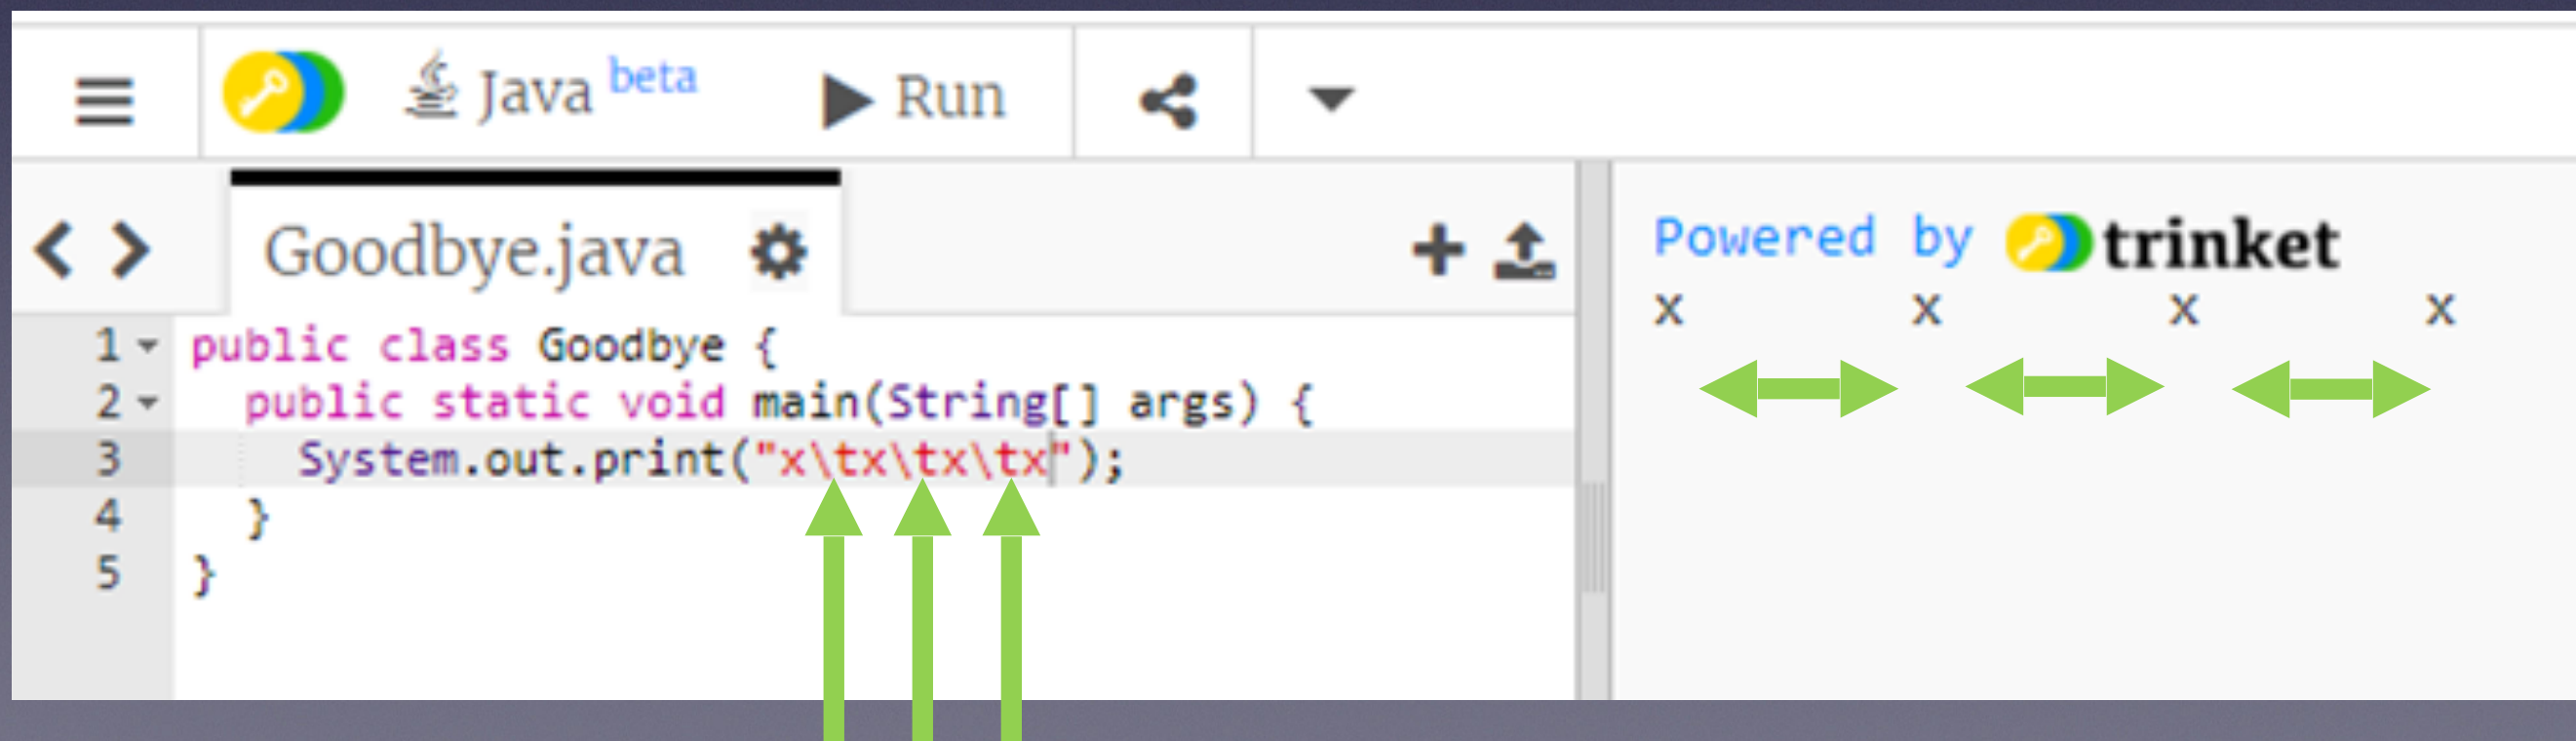 Java beta Run
Goodbye.java
Powered by trinket
x x x x
1 public class Goodbye {
2 public static void main(String[] args) {
3 System.out.print("x\tx\tx\tx");
4 }
5 }